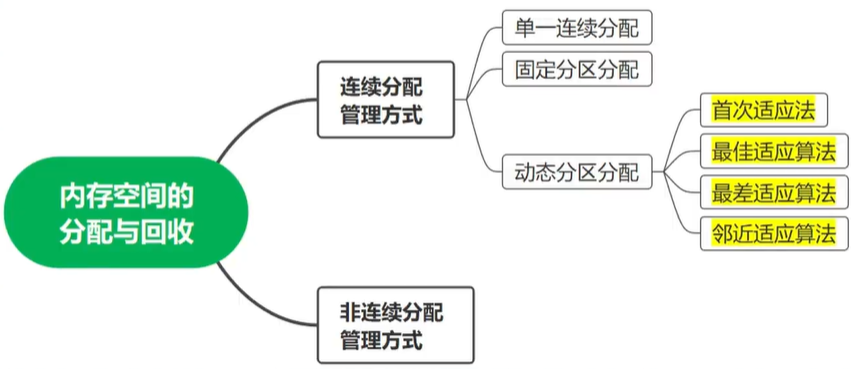 内存空间的
分配与回收
连续分配
管理方式
单一连续分配
固定分区分配
动态分区分配
首次适应法
最佳适应算法
最差适应算法
邻近适应算法
非连续分配
管理方式